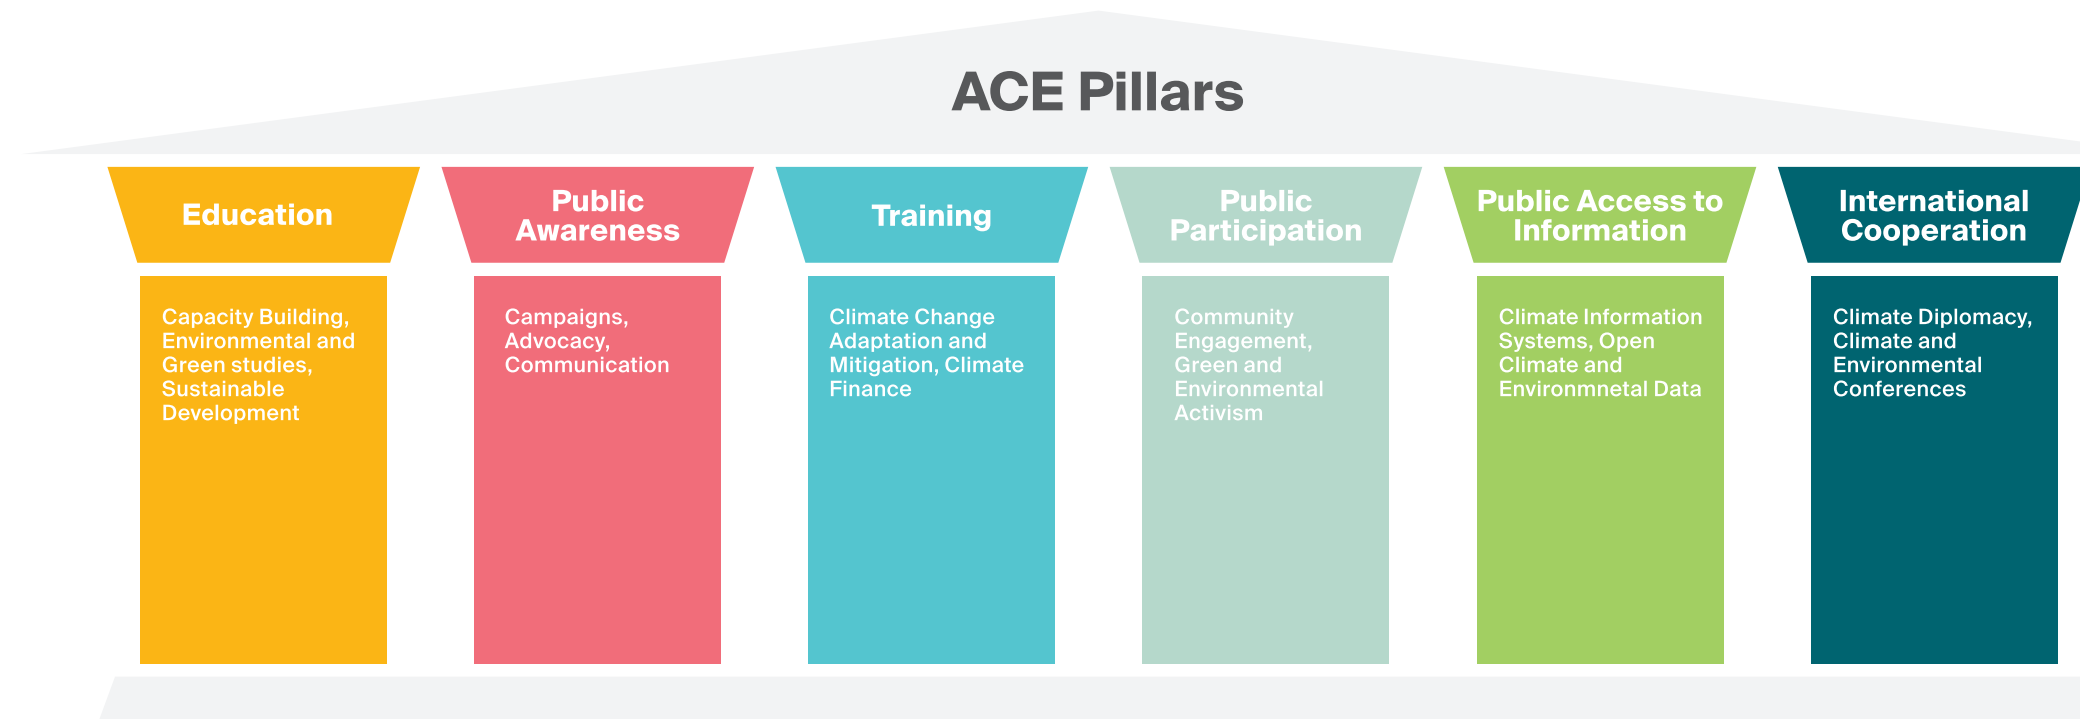 ACE Pillars
Education
Capacity Building,
Environmental and
Green studies,
Sustainable
Development
Public
Awareness
Campaigns,
Advocacy,
Communication
Training
Climate Change
Adaptation and
Mitigation, Climate
Finance
Public
Participation
Community
Engagement,
Green and
Environmental
Activism
Public Access to
Information
Climate Information
Systems, Open
Climate and
Environmnetal Data
International
Cooperation
Climate Diplomacy,
Climate and
Environmental
Conferences